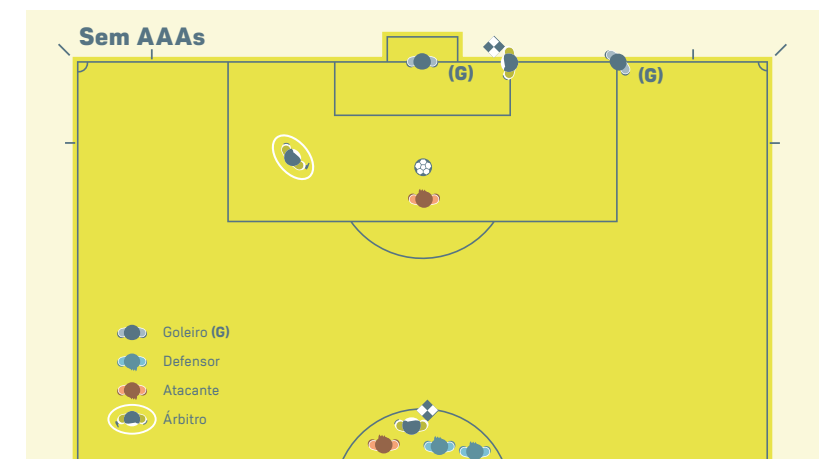 Sem AAAs
(G)
(G)
Goleiro (G)
Defensor
Atacante
Árbitro